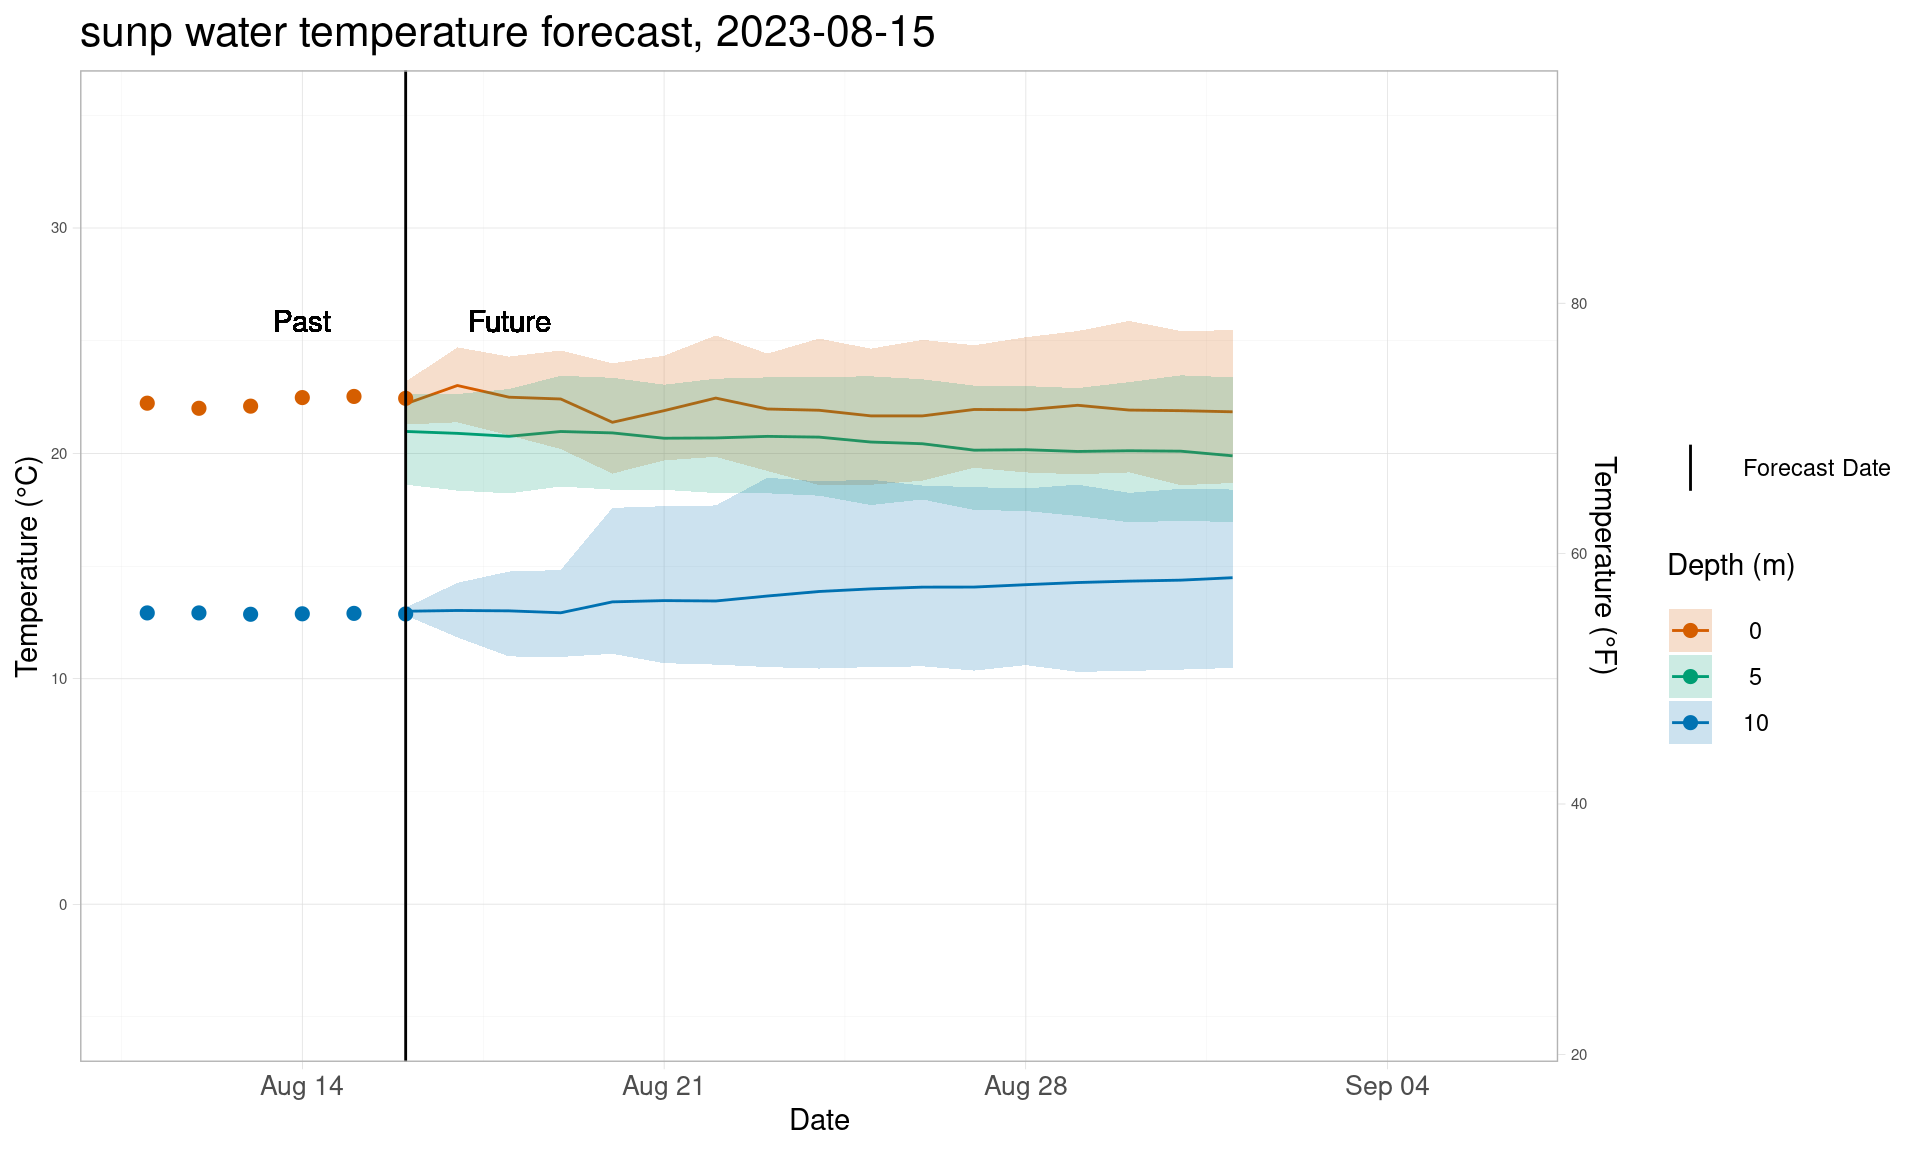 sunp water temperature forecast, 2023-08-15
Past
Future
30
20
10
0
Temperature (°C)
80
60
40
20
Temperature (°F)
Aug 14
Aug 21
Aug 28
Sep 04
Date
Forecast Date
Depth (m)
0
5
10